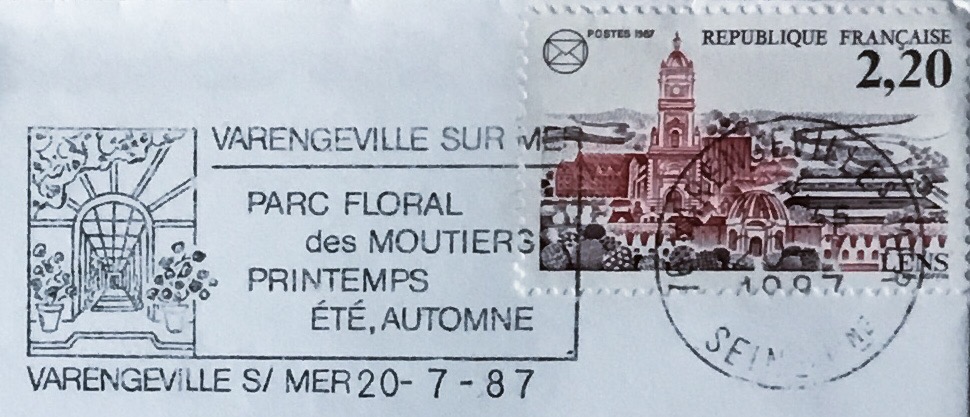 POSTES 1987
REPUBLIQUE FRANÇAISE
2,20
LENS
VARENGEVILLE SUR MER
PARC FLORAL
des MOUTIERS
PRINTEMPS
ÉTÉ, AUTOMNE
VARENGEVILLE S/ MER 20-7-87